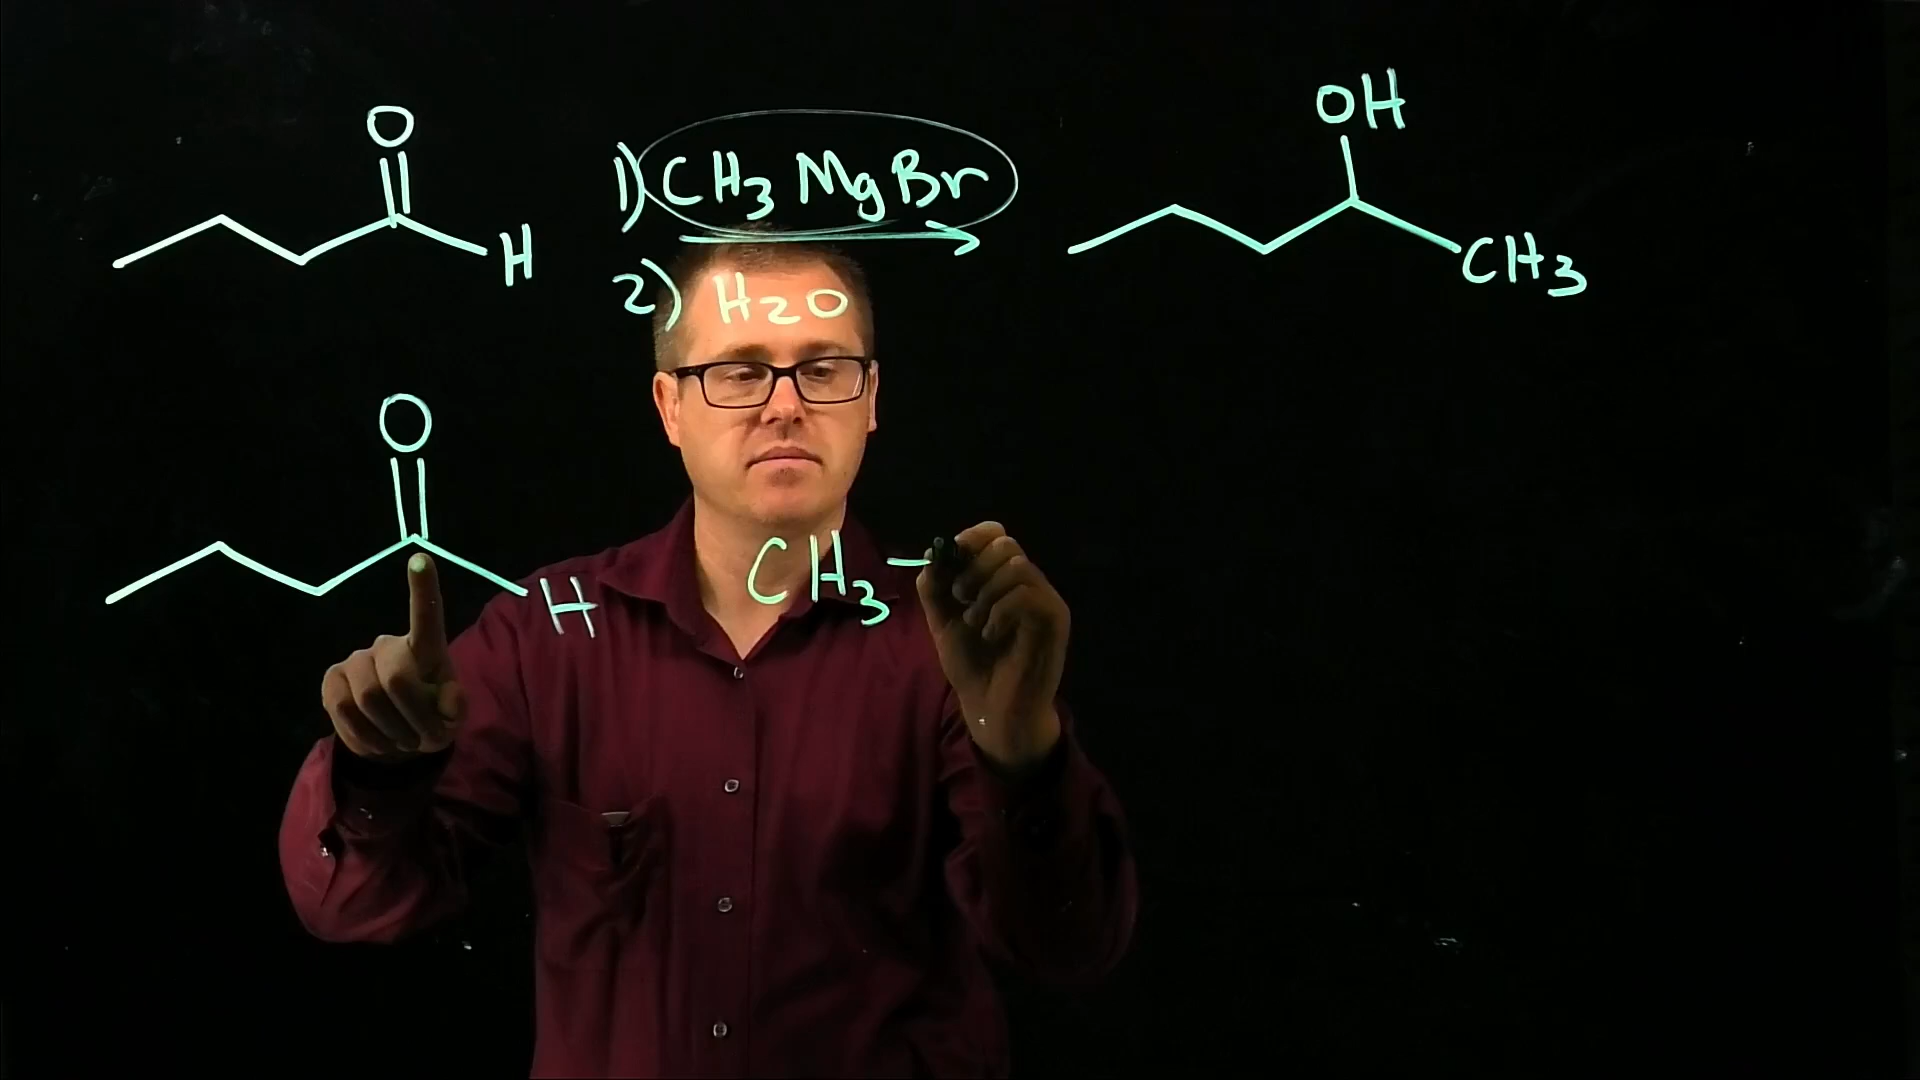 O
OH
1) CH3MgBr
H
CH3
2) H2O
O
H
CH3-